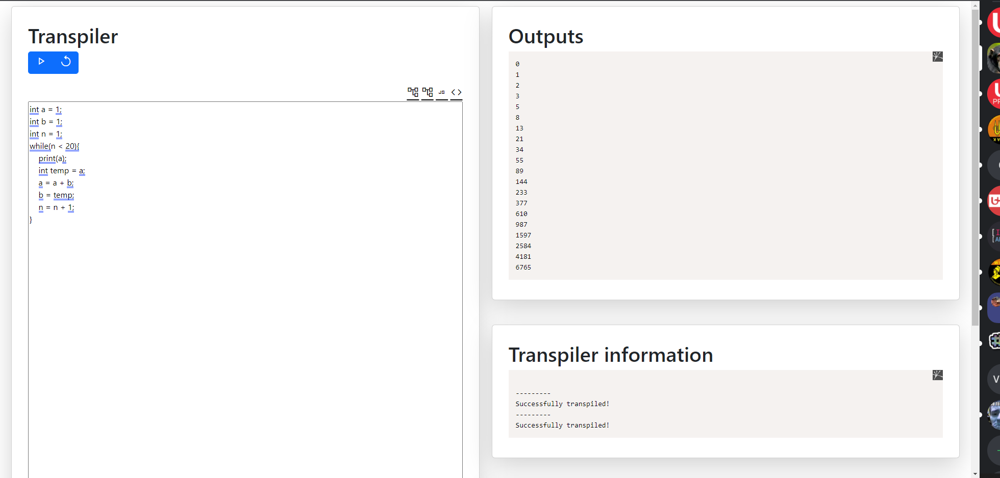 Transpiler
JS
int a = 1;
int b = 1;
int n = 1;
while(n < 20){
    print(a);
    int temp = a;
    a = a + b;
    b = temp;
    n = n + 1;
}
Outputs
0
1
2
3
5
8
13
21
34
55
89
144
233
377
610
987
1597
2584
4181
6765
Transpiler information
---------
Successfully transpiled!
---------
Successfully transpiled!
V